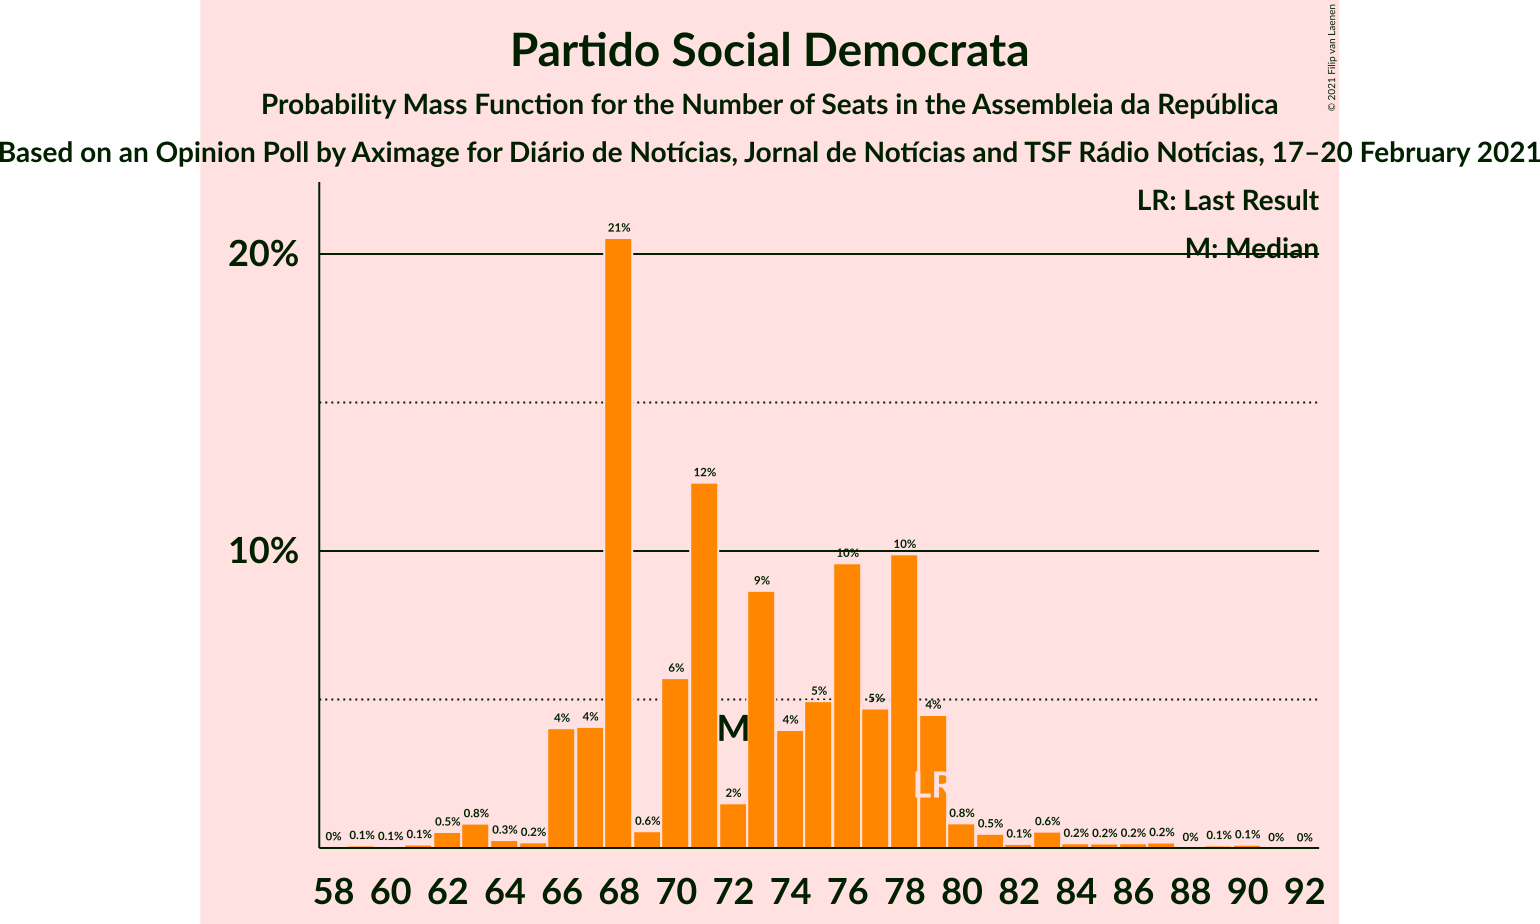 Partido Social Democrata
Probability Mass Function for the Number of Seats in the Assembleia da República
Based on an Opinion Poll by Aximage for Diário de Notícias, Jornal de Notícias and TSF Rádio Notícias, 17–20 February 2021
© 2021 Filip van Laenen
LR: Last Result
M: Median
20%
10%
0% 0.1% 0.1% 0.1% 0.5% 0.8% 0.3% 0.2% 4% 4% 21% 0.6% 6% 12% 2% 9% 4% 5% 10% 5% 10% 4% 0.8% 0.5% 0.1% 0.6% 0.2% 0.2% 0.2% 0.2% 0% 0.1% 0.1% 0% 0%
M
LR
58 60 62 64 66 68 70 72 74 76 78 80 82 84 86 88 90 92